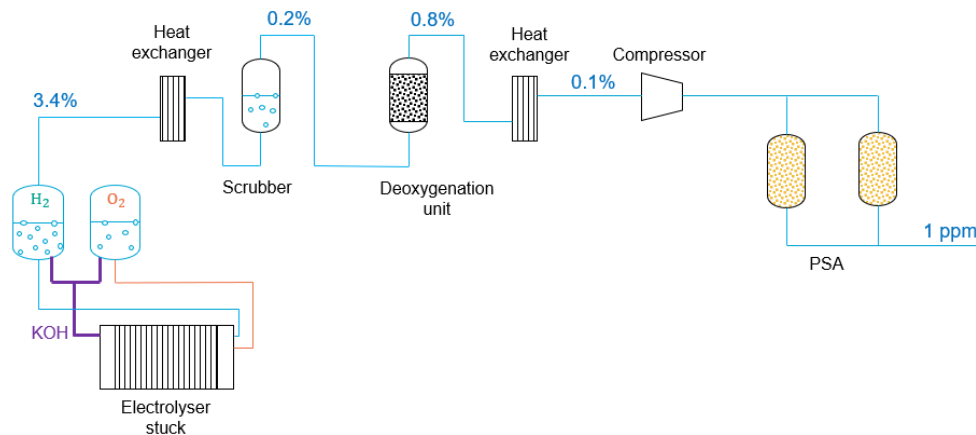 0.2%
0.8%
Heat
exchanger
Heat
exchanger
Compressor
3.4%
0.1%
Scrubber
Deoxygenation
unit
H₂
O₂
1 ppm
PSA
KOH
Electrolyser
stuck